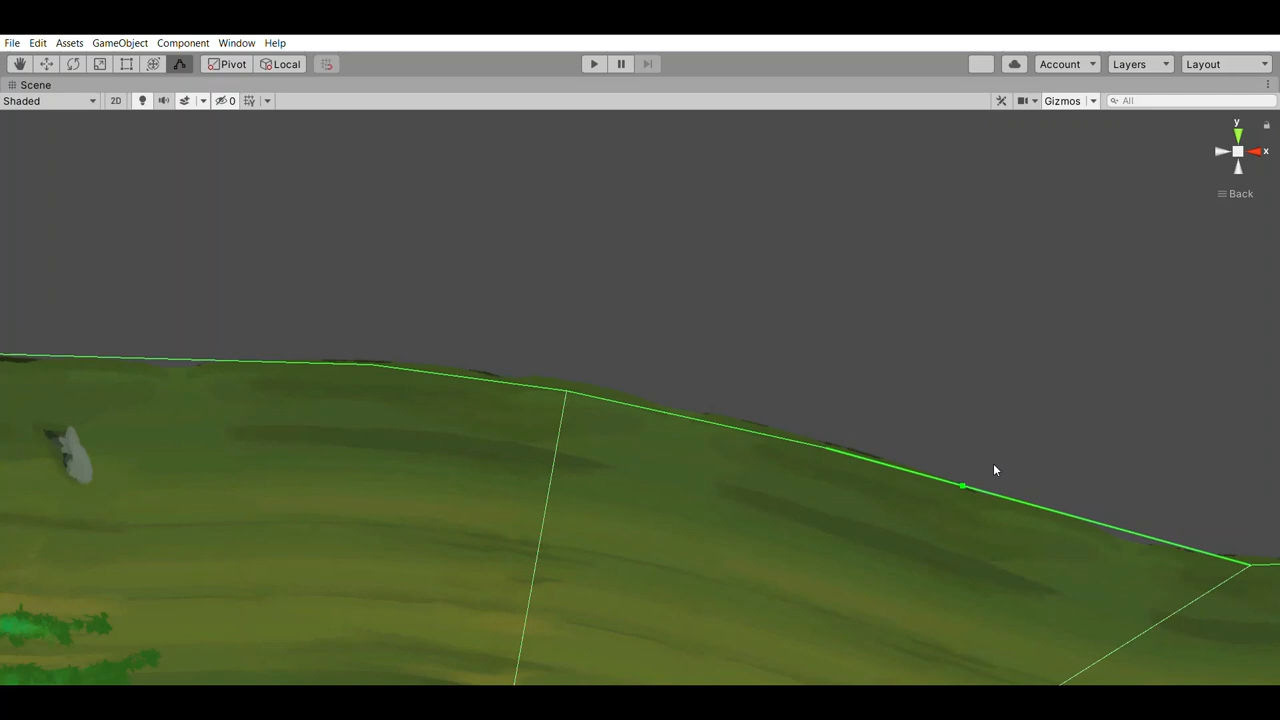 File Edit Assets GameObject Component Window Help
Pivot Local Account Layers Layout
Scene
Shaded 2D 0 Gizmos All
y
x
Back